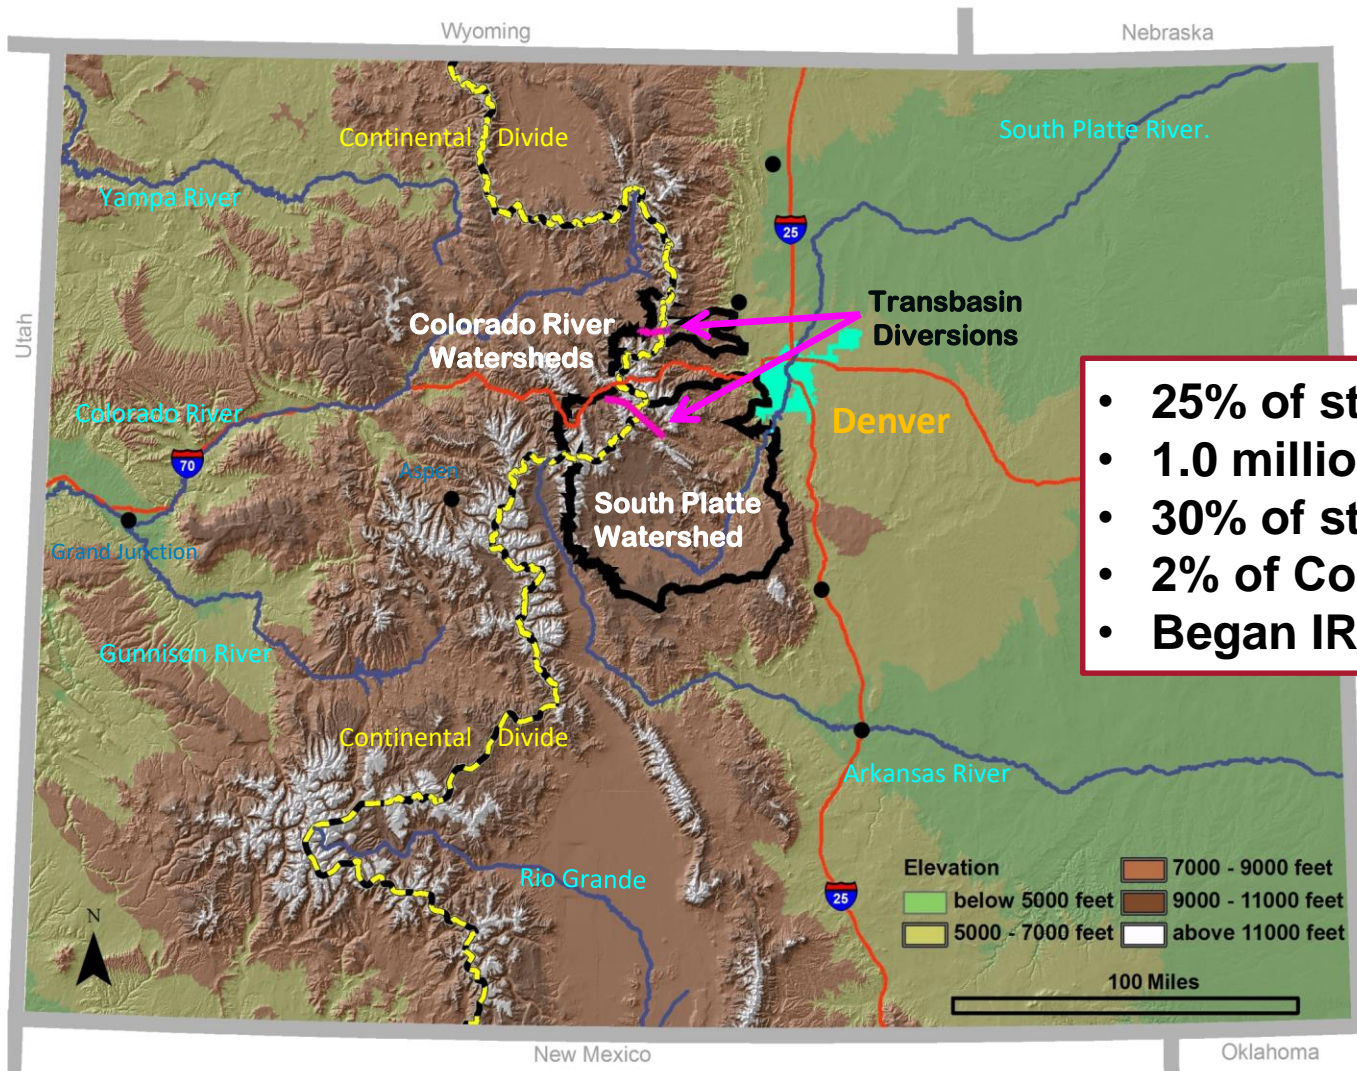 Wyoming
Nebraska
Continental Divide
South Platte River.
Yampa River
25
Utah
Transbasin
Diversions
Colorado River
Watersheds
Colorado River
Denver
70
Aspen
South Platte
Watershed
Grand Junction
Gunnison River
• 25% of st
• 1.0 millio
• 30% of st
• 2% of Co
• Began IR
Continental Divide
Arkansas River
Rio Grande
25
N
Elevation
below 5000 feet
5000 - 7000 feet
7000 - 9000 feet
9000 - 11000 feet
above 11000 feet
100 Miles
New Mexico
Oklahoma